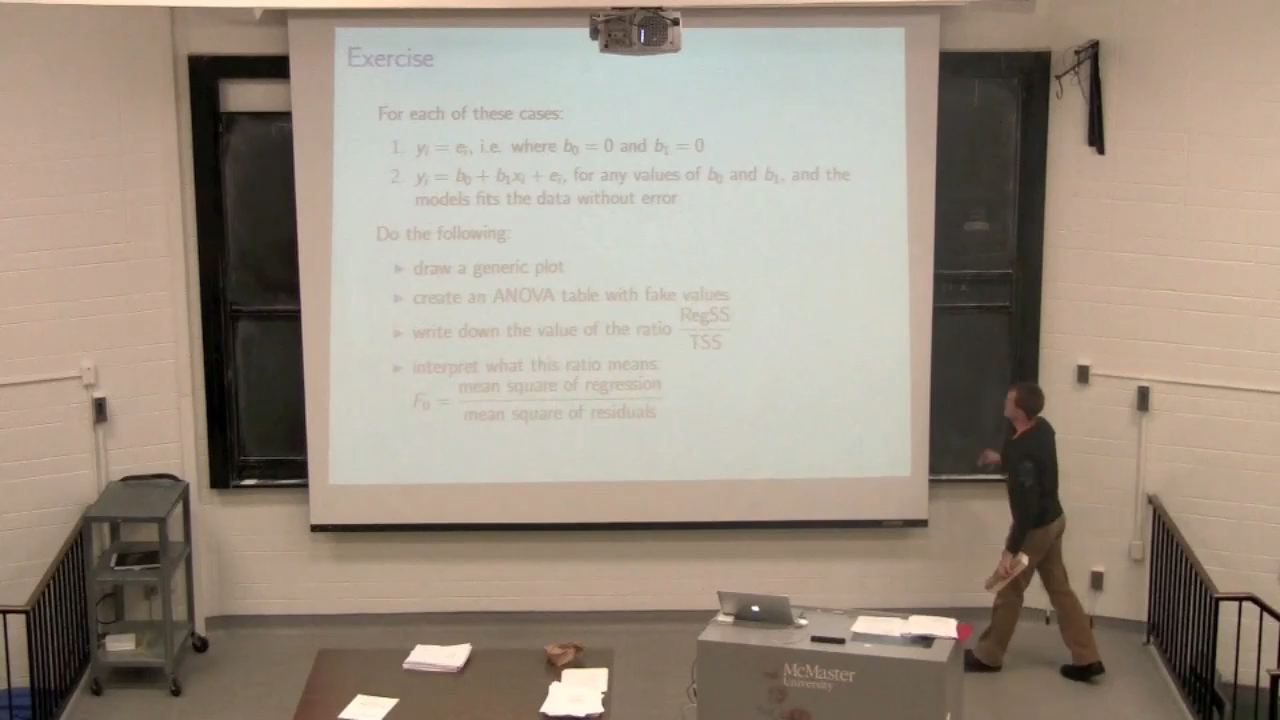 Exercise
For each of these cases:
1. yᵢ = eᵢ, i.e. where b₀ = 0 and b₁ = 0
2. yᵢ = b₀ + b₁xᵢ + eᵢ, for any values of b₀ and b₁, and the
models fits the data without error
Do the following:
▶ draw a generic plot
▶ create an ANOVA table with fake values
▶ write down the value of the ratio RegSS/TSS
▶ interpret what this ratio means:
F₀ = mean square of regression/mean square of residuals
McMaster
University